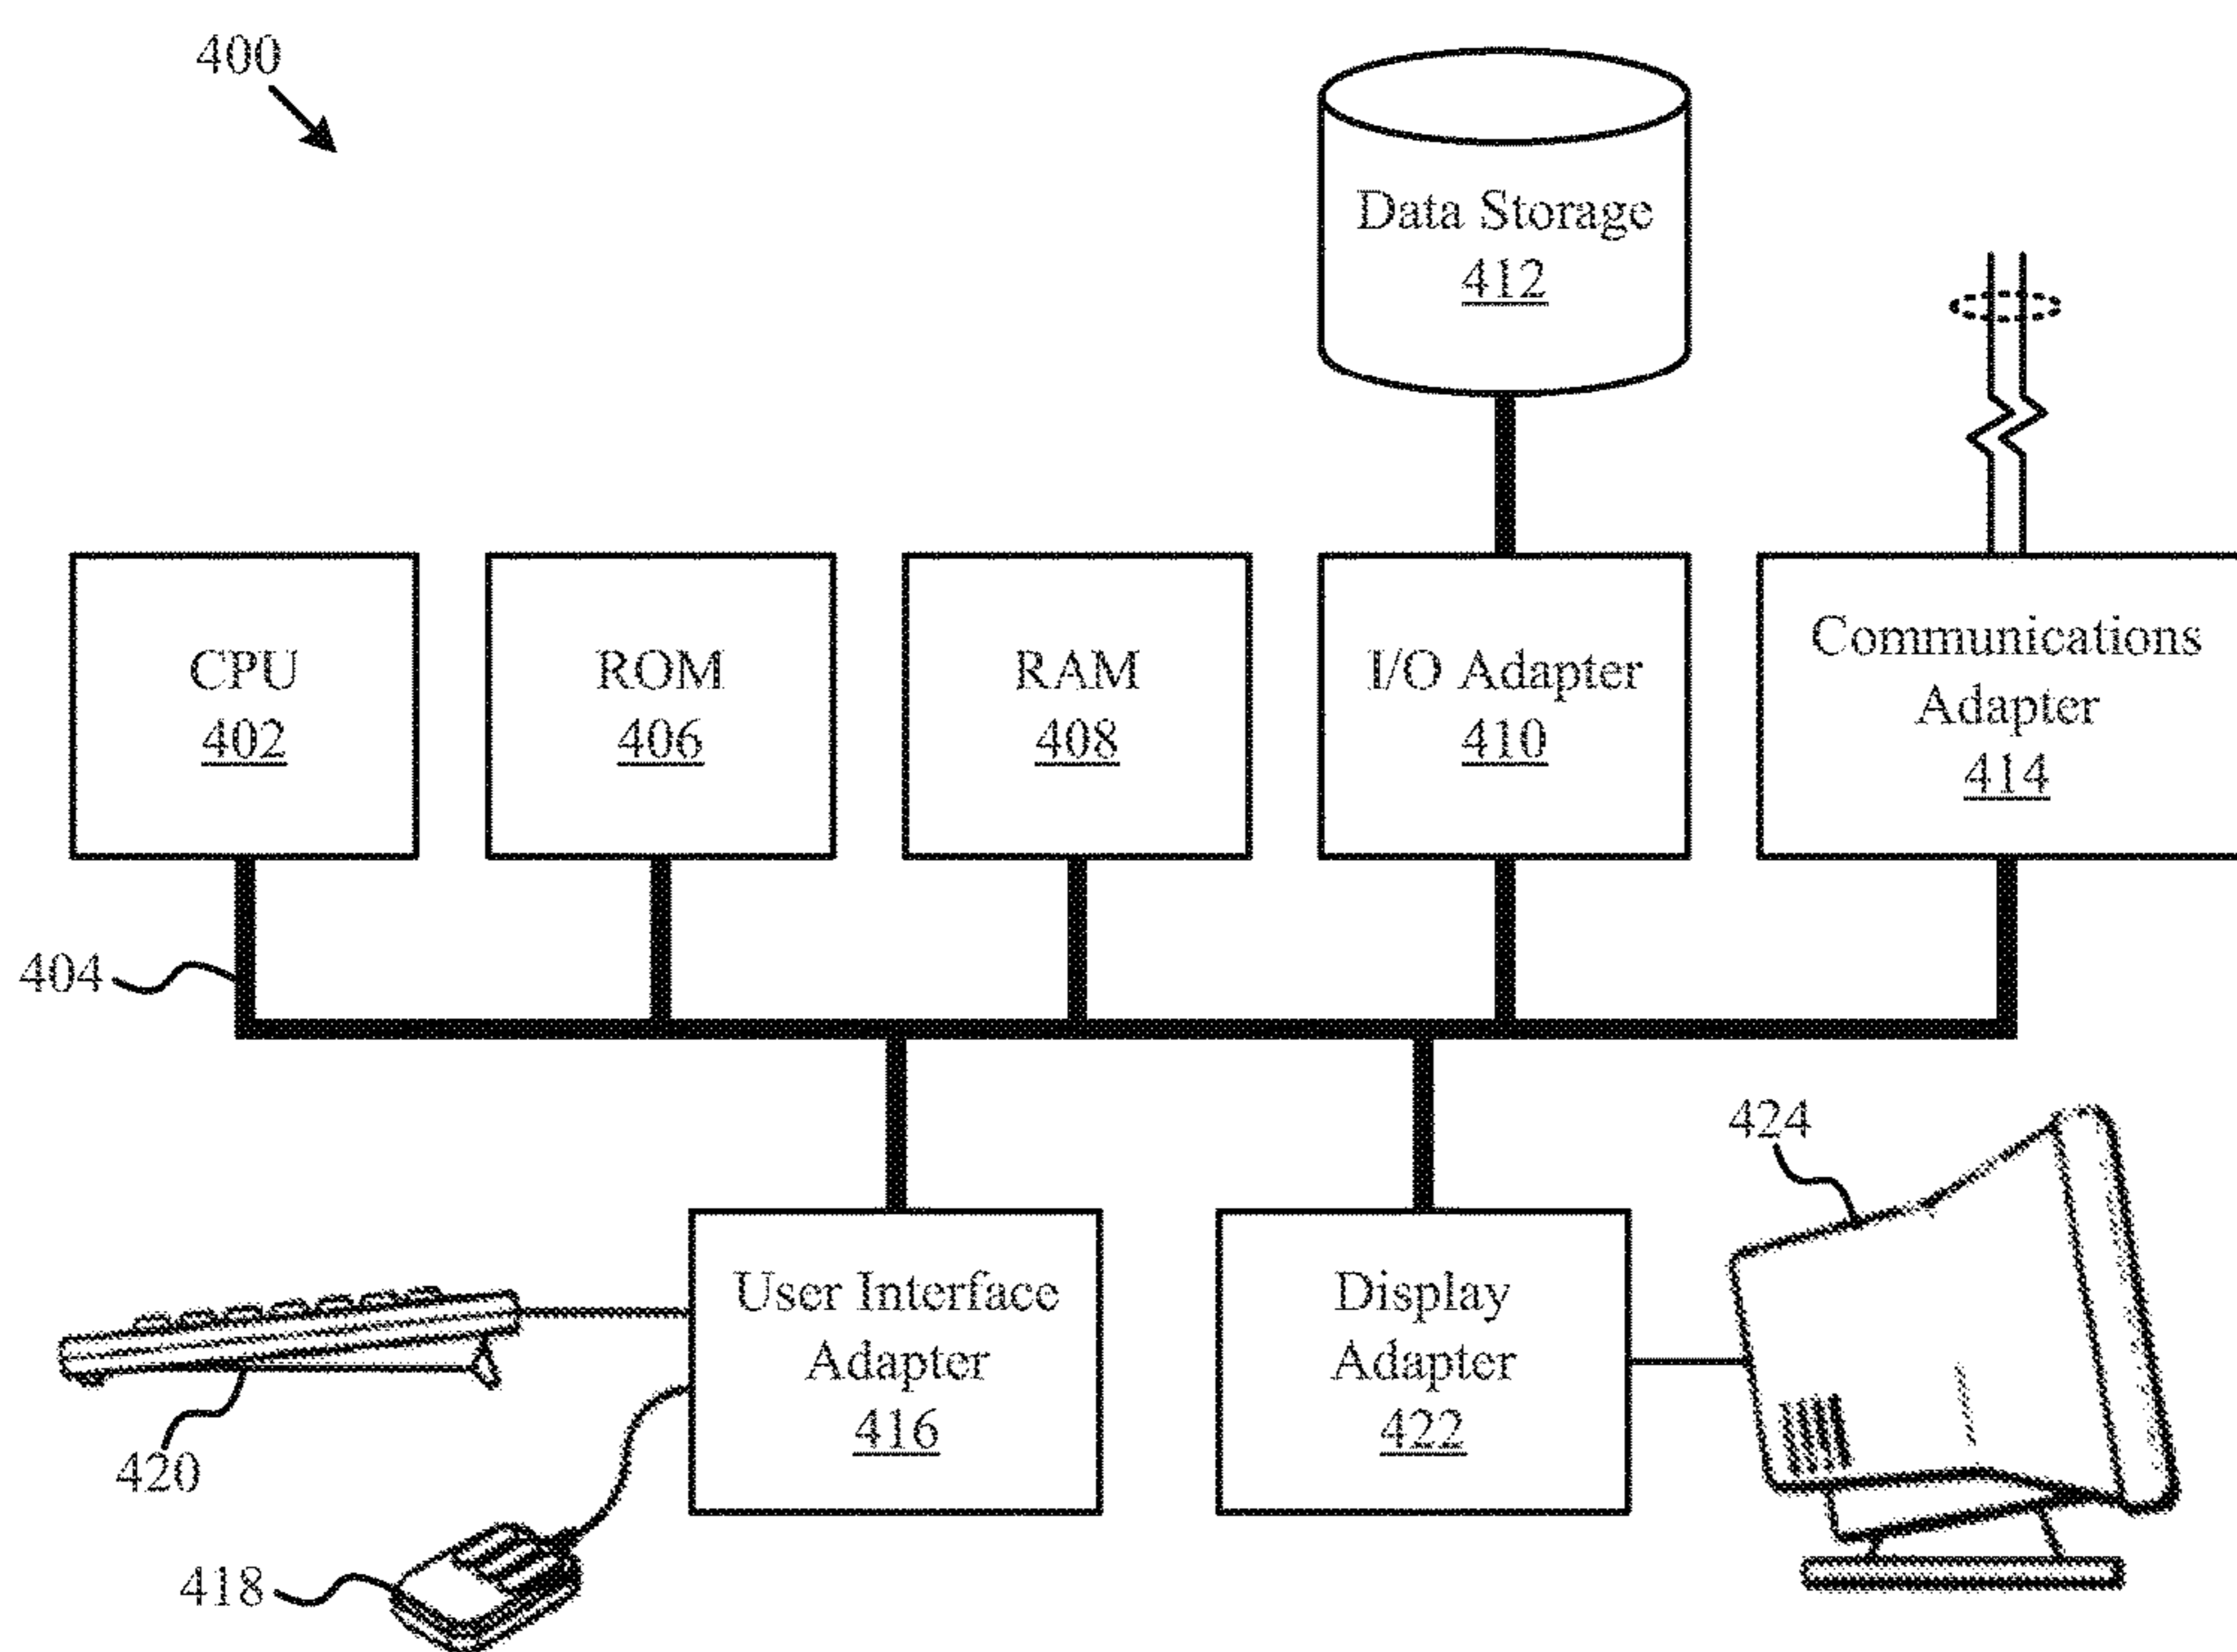 400
Data Storage
412
CPU
402
ROM
406
RAM
408
I/O Adapter
410
Communications
Adapter
414
404
424
User Interface
Adapter
416
Display
Adapter
422
420
418